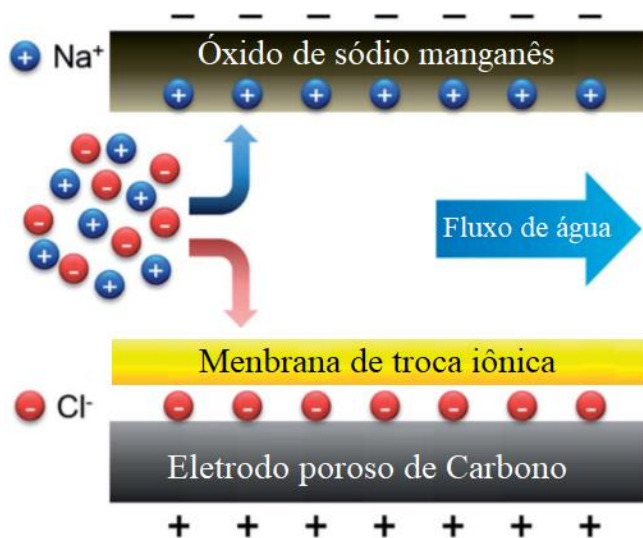 − − − − − − −
Na⁺
Óxido de sódio manganês
+ + + + + + +
Fluxo de água
Menbrana de troca iônica
Cl⁻
- - - - - - -
Eletrodo poroso de Carbono
+ + + + + + +